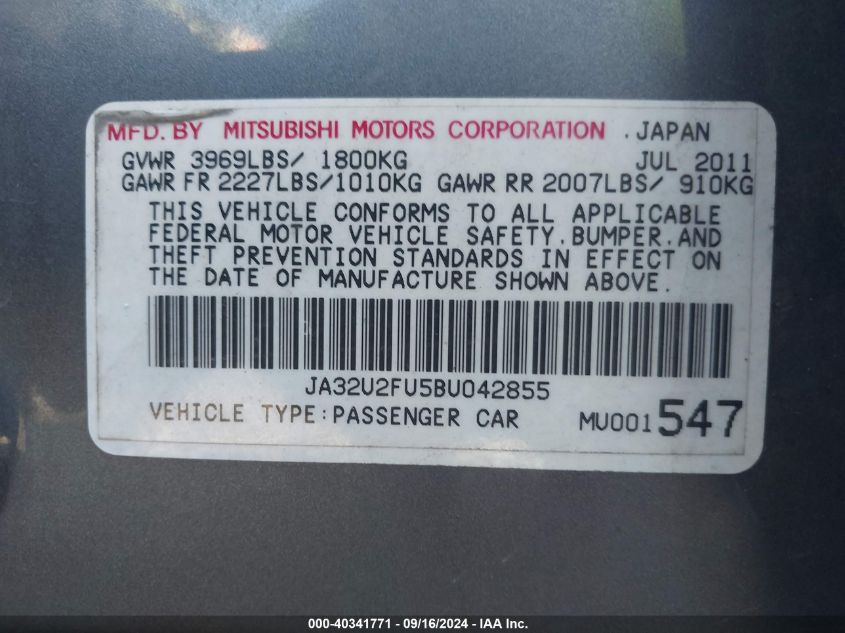 MFD. BY MITSUBISHI MOTORS CORPORATION . JAPAN
GVWR 3969LBS/ 1800KG JUL 2011
GAWR FR 2227LBS/1010KG GAWR RR 2007LBS/ 910KG
THIS VEHICLE CONFORMS TO ALL APPLICABLE
FEDERAL MOTOR VEHICLE SAFETY.BUMPER.AND
THEFT PREVENTION STANDARDS IN EFFECT ON
THE DATE OF MANUFACTURE SHOWN ABOVE.
JA32U2FU5BU042855
VEHICLE TYPE:PASSENGER CAR MU001547
000-40341771 - 09/16/2024 - IAA Inc.